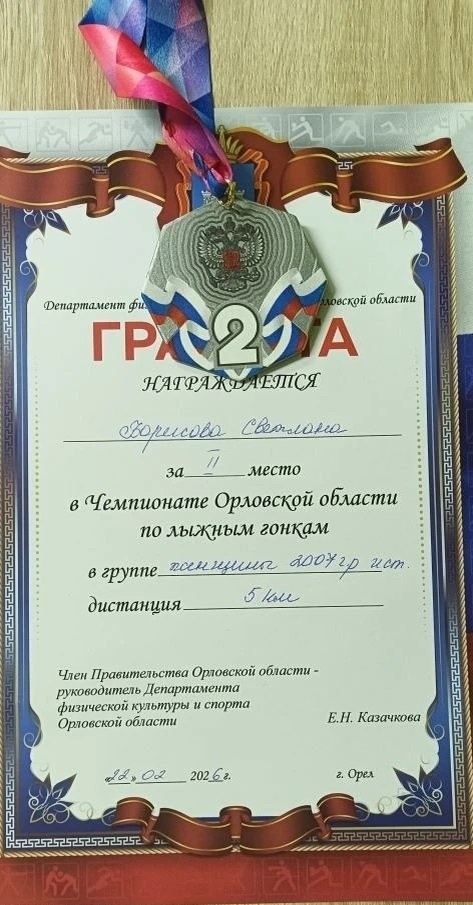 Департамент физ ловской области
ГРА ТА
2
НАГРАЖДАЕТСЯ
Борисова Светлана
за II место
в Чемпионате Орловской области
по лыжным гонкам
в группе женщины 2007 гр и ст.
дистанция 5 км
Член Правительства Орловской области -
руководитель Департамента
физической культуры и спорта
Орловской области Е.Н. Казачкова
«22» 02 2026 г. г. Орел